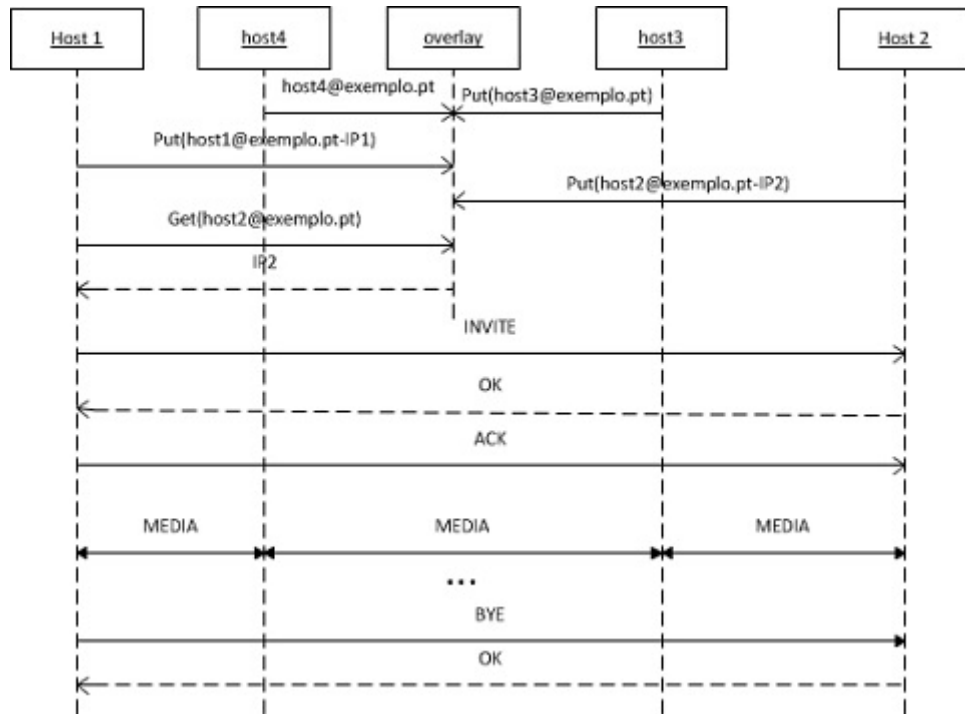 Host 1
host4
overlay
host3
Host 2
host4@exemplo.pt
Put(host3@exemplo.pt)
Put(host1@exemplo.pt-IP1)
Put(host2@exemplo.pt-IP2)
Get(host2@exemplo.pt)
IP2
INVITE
OK
ACK
MEDIA
MEDIA
MEDIA
...
BYE
OK